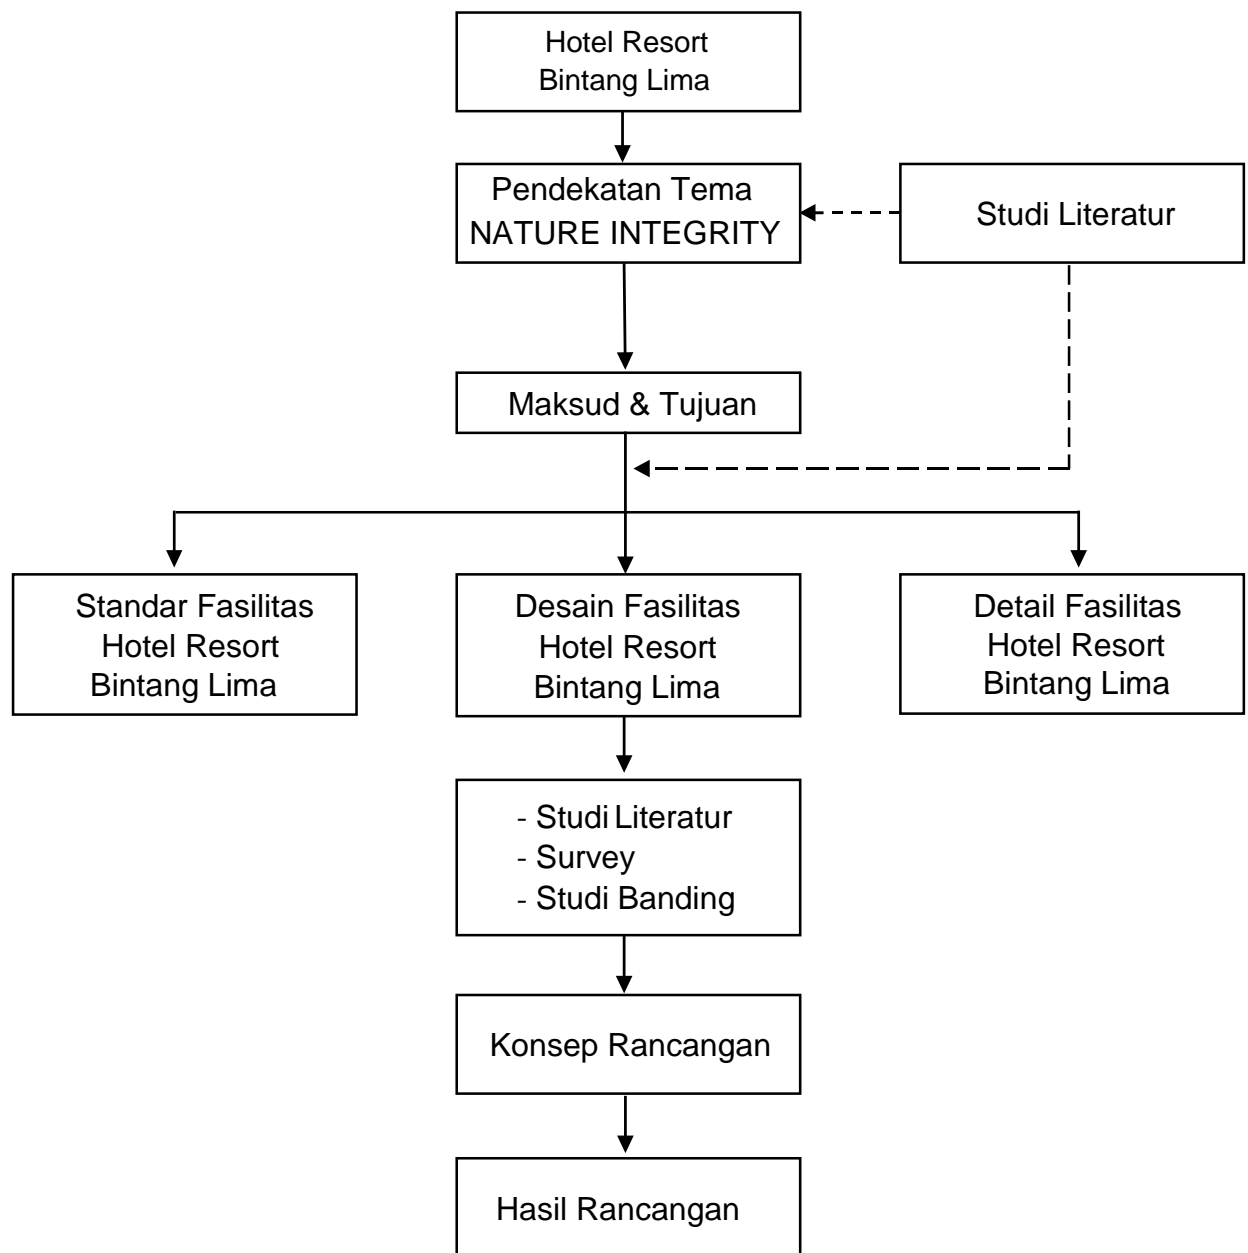 Hotel Resort
Bintang Lima
Pendekatan Tema
NATURE INTEGRITY
Studi Literatur
Maksud & Tujuan
Standar Fasilitas
Hotel Resort
Bintang Lima
Desain Fasilitas
Hotel Resort
Bintang Lima
Detail Fasilitas
Hotel Resort
Bintang Lima
- Studi Literatur
- Survey
- Studi Banding
Konsep Rancangan
Hasil Rancangan